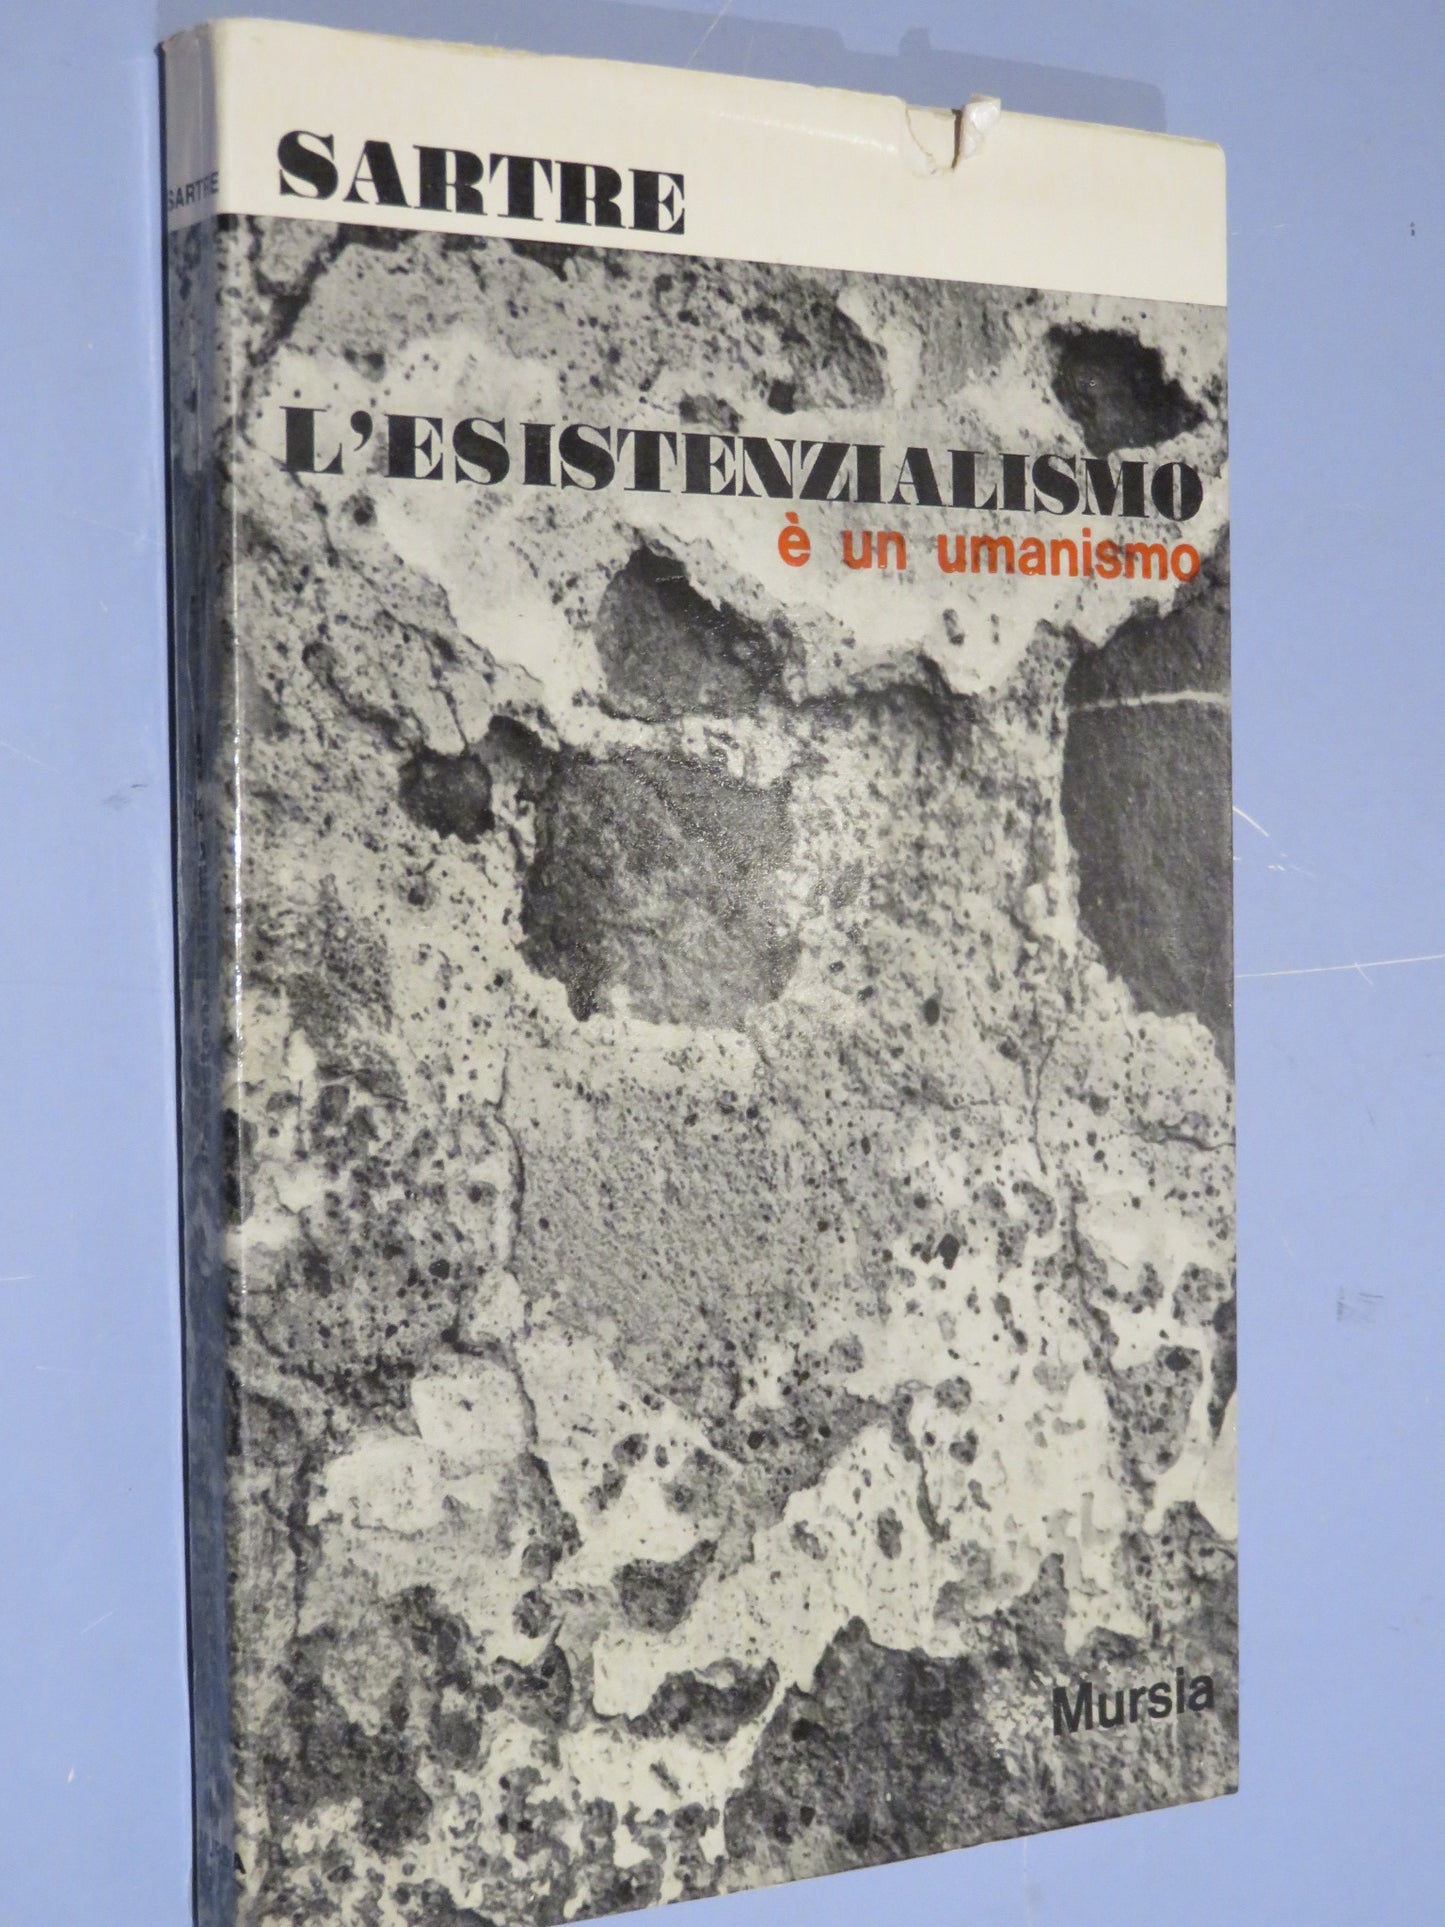 SARTRE
SARTRE
L'ESISTENZIALISMO
è un umanismo
Mursia